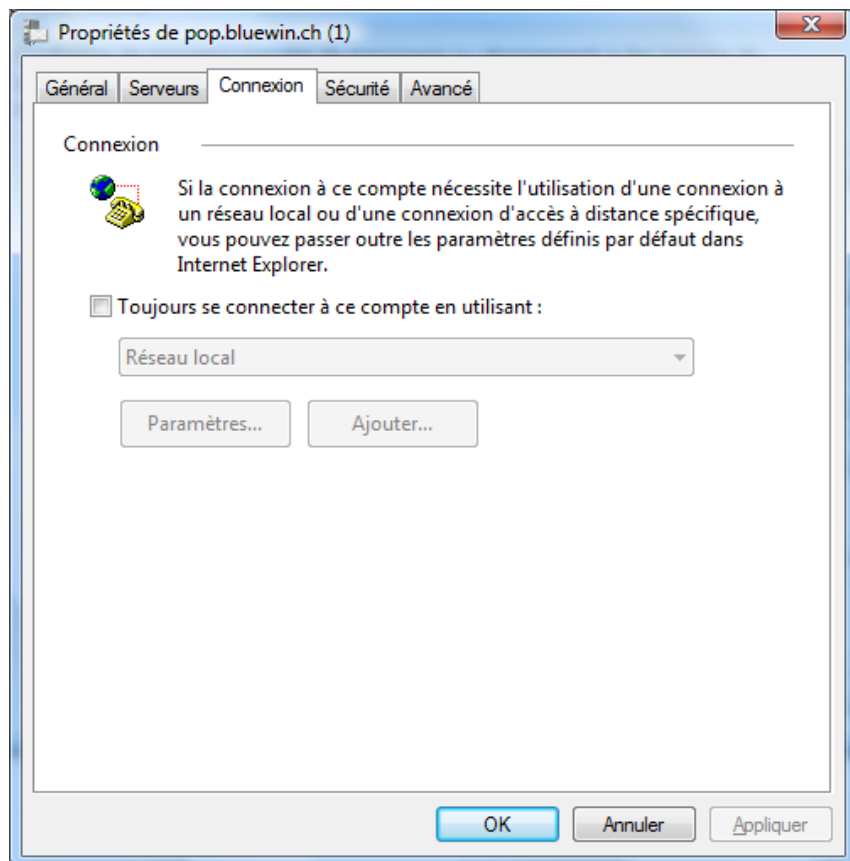 Propriétés de pop.bluewin.ch (1)
Général Serveurs Connexion Sécurité Avancé
Connexion
Si la connexion à ce compte nécessite l'utilisation d'une connexion à
un réseau local ou d'une connexion d'accès à distance spécifique,
vous pouvez passer outre les paramètres définis par défaut dans
Internet Explorer.
Toujours se connecter à ce compte en utilisant :
Réseau local
Paramètres... Ajouter...
OK Annuler Appliquer